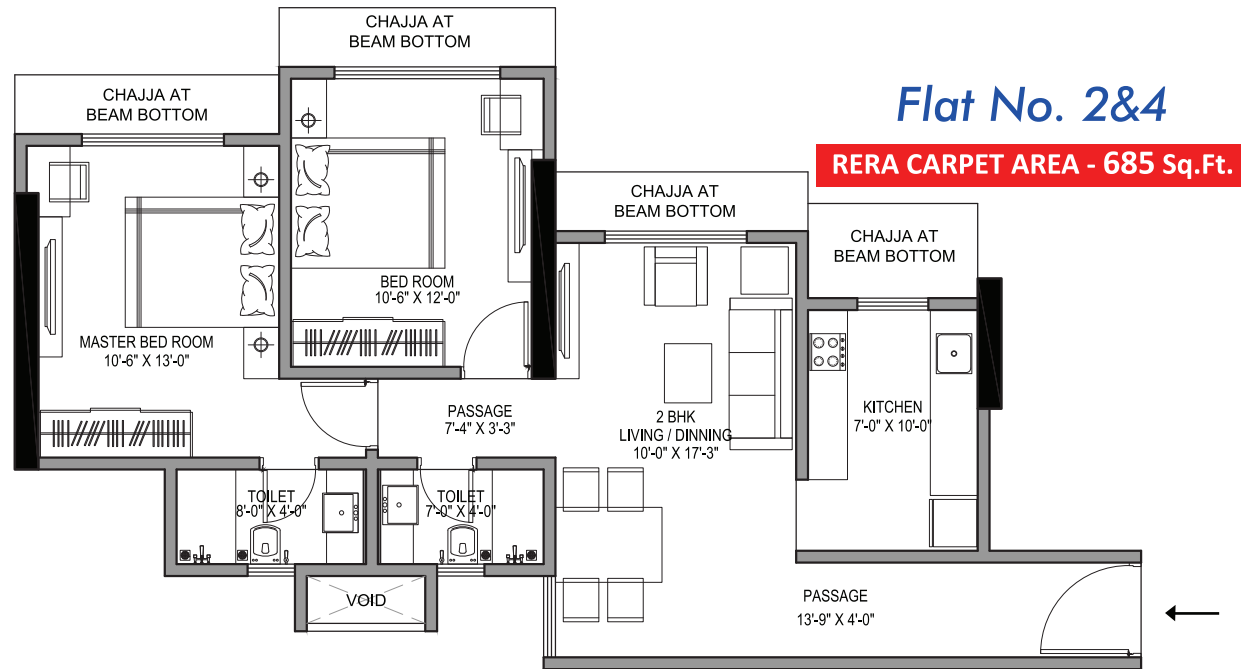 CHAJJA AT
BEAM BOTTOM
CHAJJA AT
BEAM BOTTOM
Flat No. 2&4
RERA CARPET AREA - 685 Sq.Ft.
CHAJJA AT
BEAM BOTTOM
CHAJJA AT
BEAM BOTTOM
BED ROOM
10'-6" X 12'-0"
MASTER BED ROOM
10'-6" X 13'-0"
PASSAGE
7'-4" X 3'-3"
2 BHK
LIVING / DINNING
10'-0" X 17'-3"
KITCHEN
7'-0" X 10'-0"
TOILET
8'-0" X 4'-0"
TOILET
7'-0" X 4'-0"
VOID
PASSAGE
13'-9" X 4'-0"